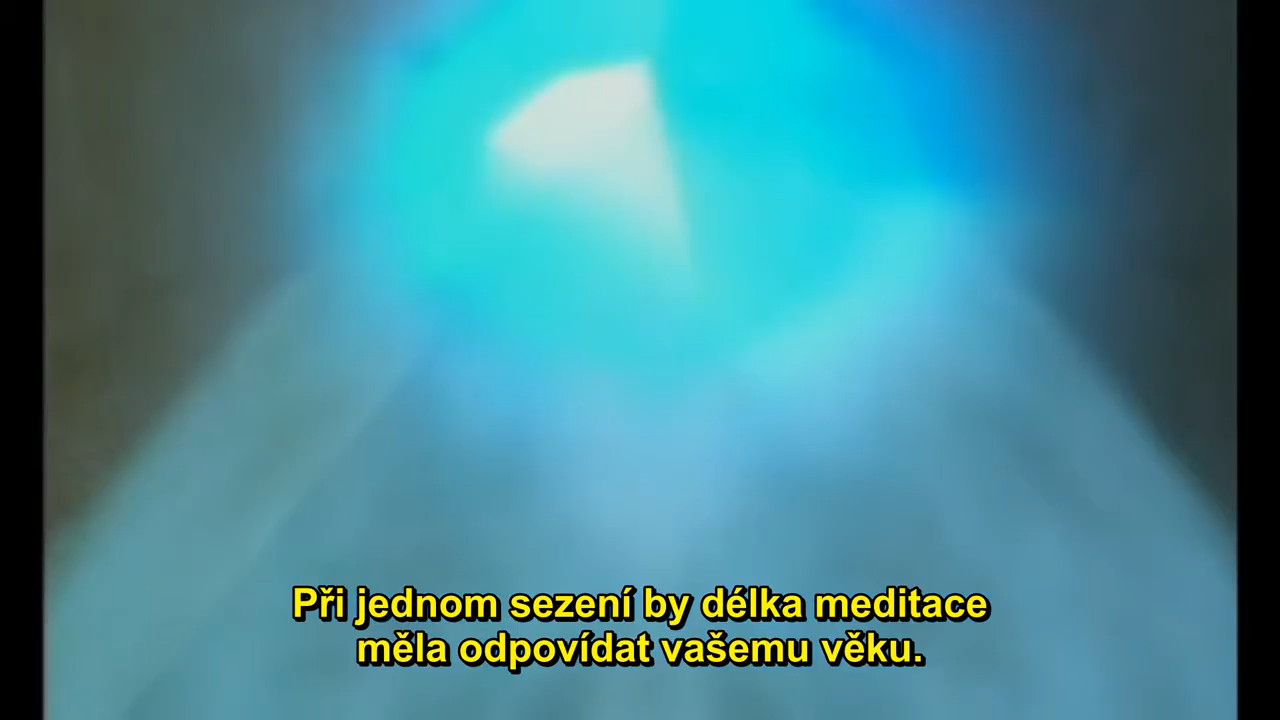 Při jednom sezení by délka meditace
měla odpovídat vašemu věku.